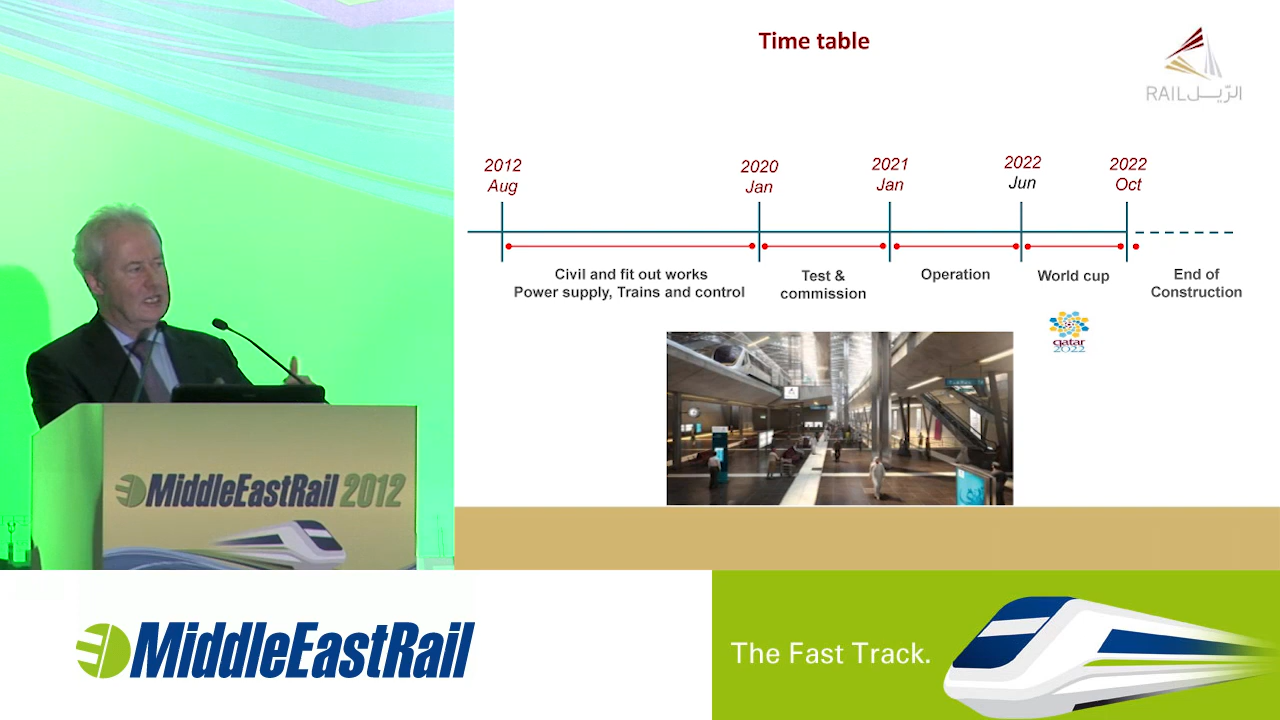 Time table
RAIL الرّيل
2012
Aug
2020
Jan
2021
Jan
2022
Jun
2022
Oct
Civil and fit out works
Power supply, Trains and control
Test &
commission
Operation
World cup
End of
Construction
qatar
2022
MiddleEastRail 2012
MiddleEastRail
The Fast Track.